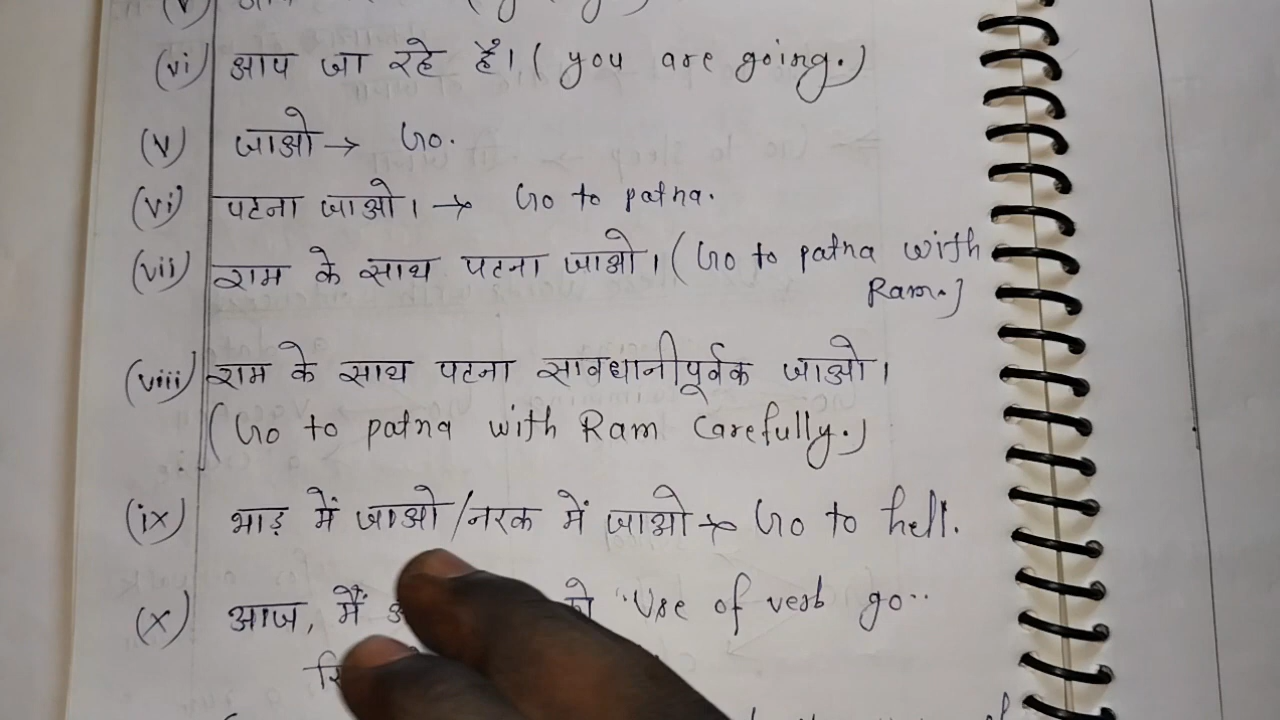 (vi) आप जा रहे हैं। ( you are going.)
(v) जाओ → Go.
(vi) पटना जाओ। → Go to patna.
(vii) राम के साथ पटना जाओ। ( Go to patna with
Ram.)
(viii) राम के साथ पटना सावधानीपूर्वक जाओ।
( Go to patna with Ram Carefully.)
(ix) भाड़ में जाओ/नरक में जाओ → Go to hell.
(x) आज, मैं "Use of verb go"